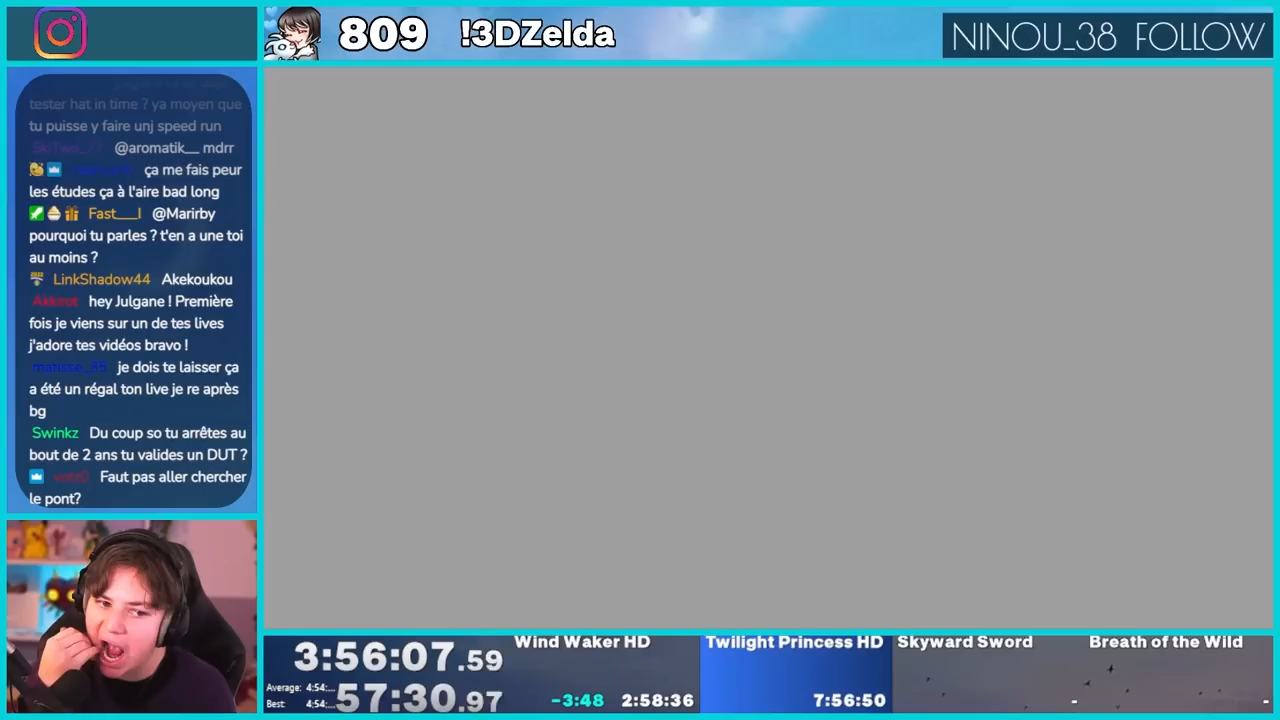 809 !3DZelda
NINOU_38 FOLLOW
tester hat in time ? ya moyen que
tu puisse y faire unj speed run
@aromatik__ mdrr
ça me fais peur
les études ça à l'aire bad long
Fast___l @Marirby
pourquoi tu parles ? t'en a une toi
au moins ?
LinkShadow44 Akekoukou
hey Julgane ! Première
fois je viens sur un de tes lives
j'adore tes vidéos bravo !
matisse_35 je dois te laisser ça
a été un régal ton live je re après
bg
Swinkz Du coup so tu arrêtes au
bout de 2 ans tu valides un DUT ?
Faut pas aller chercher
le pont?
3:56:07.59
Average: 4:54:...
Best: 4:54:...
57:30.97
Wind Waker HD
-3:48 2:58:36
Twilight Princess HD
7:56:50
Skyward Sword
-
Breath of the Wild
-